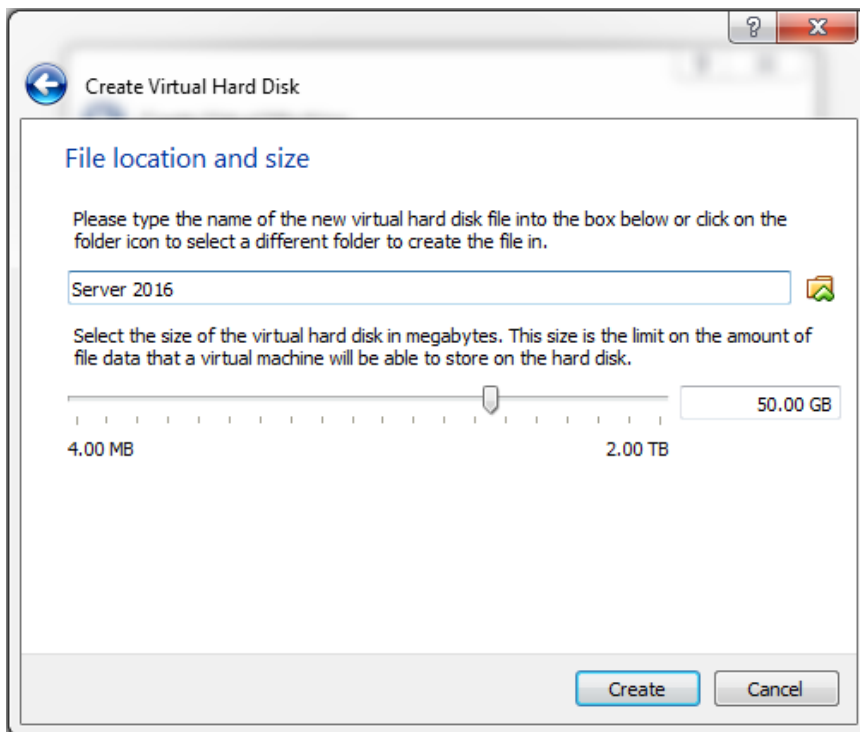 Create Virtual Hard Disk
File location and size
Please type the name of the new virtual hard disk file into the box below or click on the
folder icon to select a different folder to create the file in.
Server 2016
Select the size of the virtual hard disk in megabytes. This size is the limit on the amount of
file data that a virtual machine will be able to store on the hard disk.
50.00 GB
4.00 MB 2.00 TB
Create Cancel